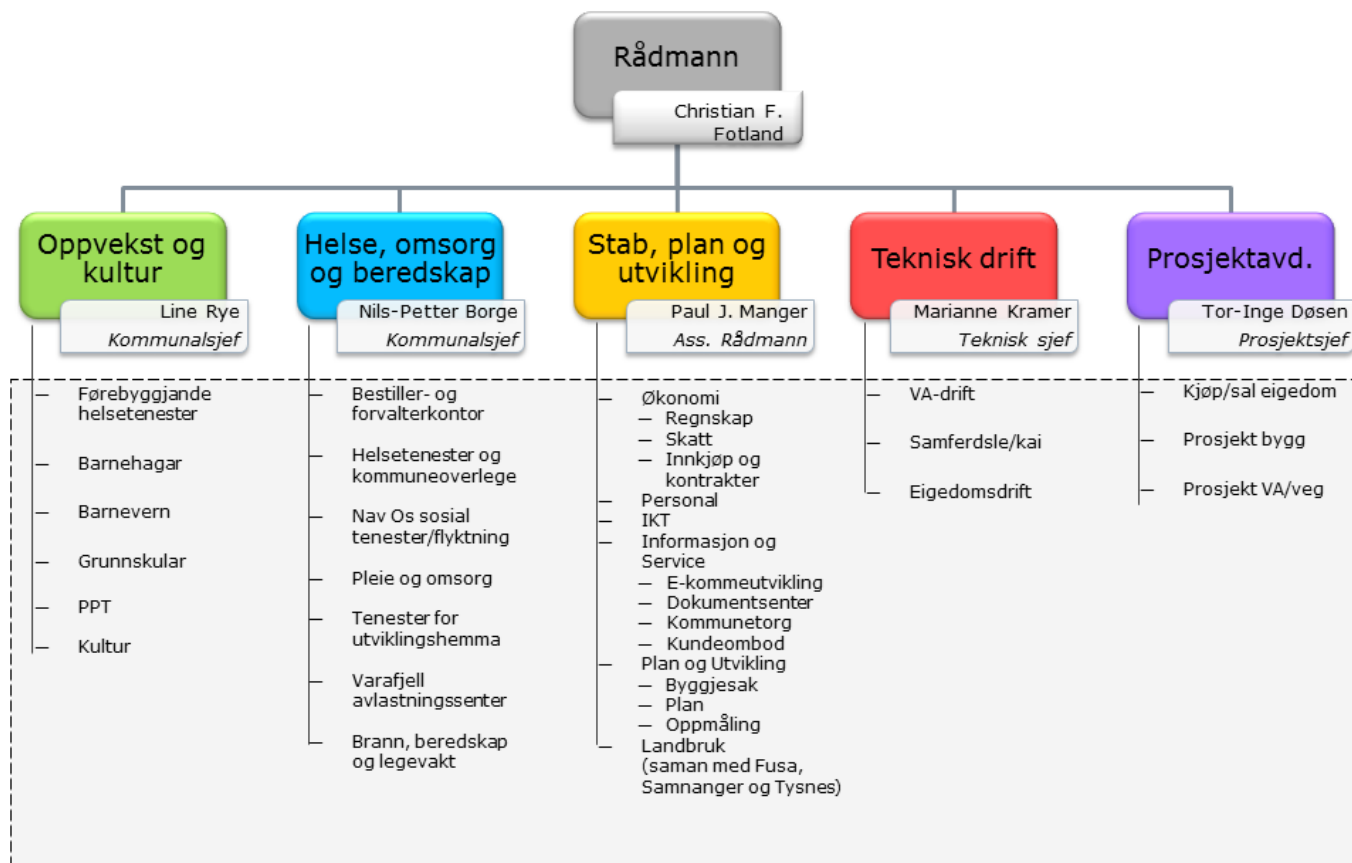 Rådmann
Christian F.
Fotland
Oppvekst og
kultur
Line Rye
Kommunalsjef
Helse, omsorg
og beredskap
Nils-Petter Borge
Kommunalsjef
Stab, plan og
utvikling
Paul J. Manger
Ass. Rådmann
Teknisk drift
Marianne Kramer
Teknisk sjef
Prosjektavd.
Tor-Inge Døsen
Prosjektsjef
— Førebyggjande
helsetenester
— Barnehagar
— Barnevern
— Grunnskular
— PPT
— Kultur
— Bestiller- og
forvalterkontor
— Helsetenester og
kommuneoverlege
— Nav Os sosial
tenester/flyktning
— Pleie og omsorg
— Tenester for
utviklingshemma
— Varafjell
avlastningssenter
— Brann, beredskap
og legevakt
— Økonomi
— Regnskap
— Skatt
— Innkjøp og
kontrakter
— Personal
— IKT
— Informasjon og
Service
— E-kommeutvikling
— Dokumentsenter
— Kommunetorg
— Kundeombod
— Plan og Utvikling
— Byggjesak
— Plan
— Oppmåling
— Landbruk
(saman med Fusa,
Samnanger og Tysnes)
— VA-drift
— Samferdsle/kai
— Eigedomsdrift
— Kjøp/sal eigedom
— Prosjekt bygg
— Prosjekt VA/veg